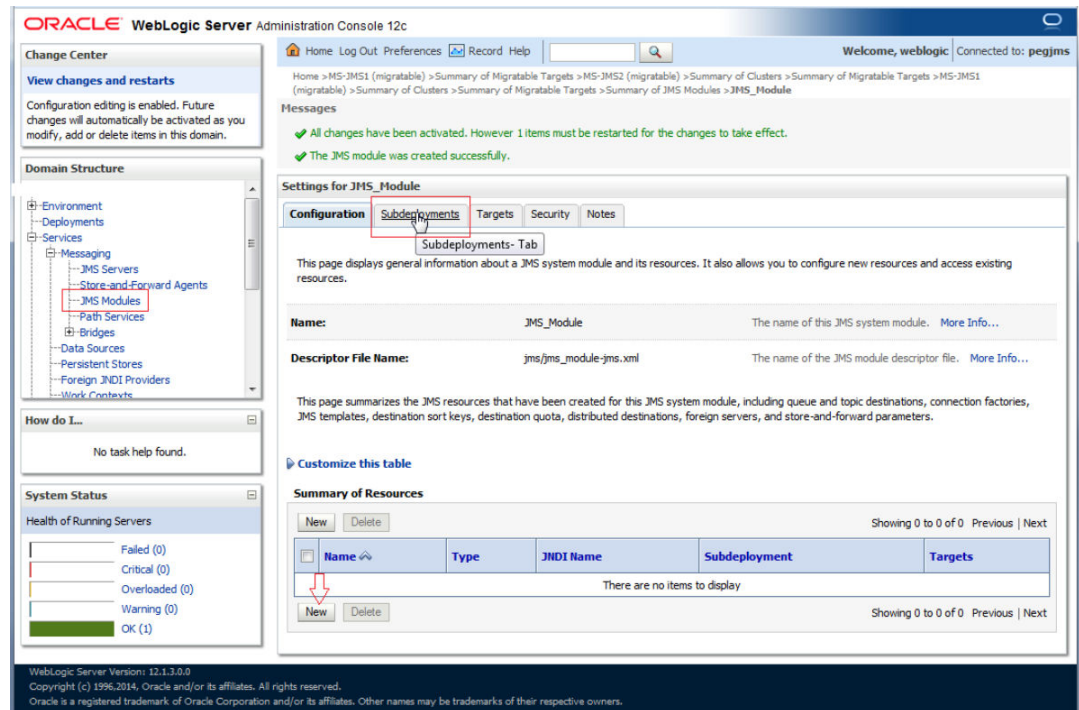 ORACLE WebLogic Server Administration Console 12c
Change Center
View changes and restarts
Configuration editing is enabled. Future
changes will automatically be activated as you
modify, add or delete items in this domain.
Domain Structure
Environment
Deployments
Services
Messaging
JMS Servers
Store-and-Forward Agents
JMS Modules
Path Services
Bridges
Data Sources
Persistent Stores
Foreign JNDI Providers
Work Contexts
How do I...
No task help found.
System Status
Health of Running Servers
Failed (0)
Critical (0)
Overloaded (0)
Warning (0)
OK (1)
Home Log Out Preferences Record Help
Welcome, weblogic Connected to: pegjms
Home >MS-JMS1 (migratable) >Summary of Migratable Targets >MS-JMS2 (migratable) >Summary of Clusters >Summary of Migratable Targets >MS-JMS1
(migratable) >Summary of Clusters >Summary of Migratable Targets >Summary of JMS Modules >JMS_Module
Messages
All changes have been activated. However 1 items must be restarted for the changes to take effect.
The JMS module was created successfully.
Settings for JMS_Module
Configuration Subdeployments Targets Security Notes
Subdeployments- Tab
This page displays general information about a JMS system module and its resources. It also allows you to configure new resources and access existing
resources.
Name: JMS_Module The name of this JMS system module. More Info...
Descriptor File Name: jms/jms_module-jms.xml The name of the JMS module descriptor file. More Info...
This page summarizes the JMS resources that have been created for this JMS system module, including queue and topic destinations, connection factories,
JMS templates, destination sort keys, destination quota, distributed destinations, foreign servers, and store-and-forward parameters.
Customize this table
Summary of Resources
New Delete Showing 0 to 0 of 0 Previous | Next
Name Type JNDI Name Subdeployment Targets
There are no items to display
New Delete Showing 0 to 0 of 0 Previous | Next
WebLogic Server Version: 12.1.3.0.0
Copyright (c) 1996,2014, Oracle and/or its affiliates. All rights reserved.
Oracle is a registered trademark of Oracle Corporation and/or its affiliates. Other names may be trademarks of their respective owners.